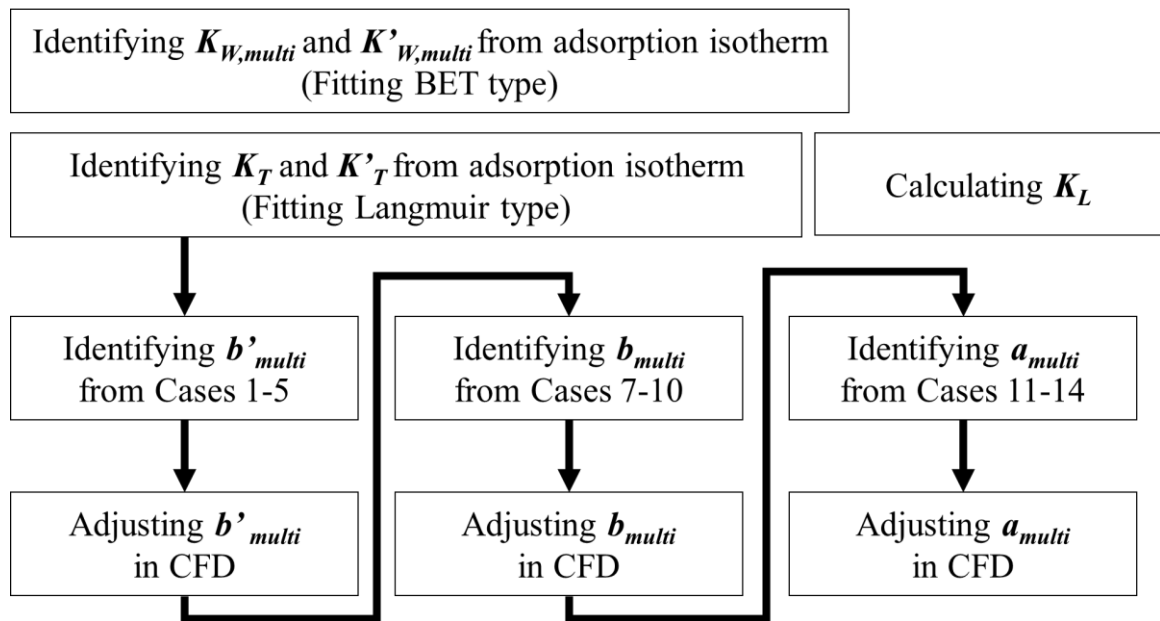 Identifying K_W,multi and K’_W,multi from adsorption isotherm
(Fitting BET type)
Identifying K_T and K’_T from adsorption isotherm
(Fitting Langmuir type)
Calculating K_L
Identifying b’_multi
from Cases 1-5
Identifying b_multi
from Cases 7-10
Identifying a_multi
from Cases 11-14
Adjusting b’_multi
in CFD
Adjusting b_multi
in CFD
Adjusting a_multi
in CFD